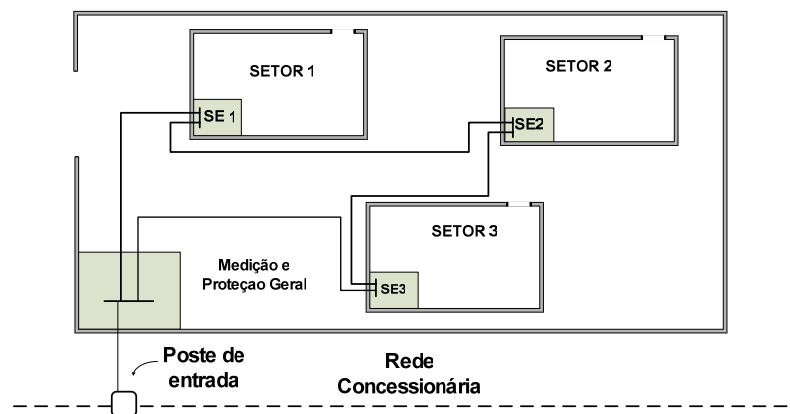 SETOR 1
SETOR 2
SE 1
SE2
SETOR 3
Medição e
Proteçao Geral
SE3
Poste de
entrada
Rede
Concessionária